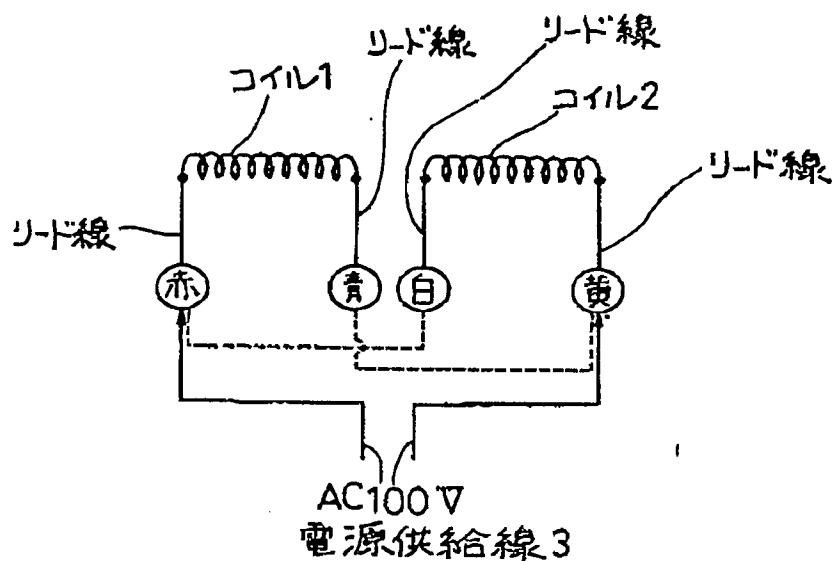 リード線
リード線
コイル1
コイル2
リード線
リード線
赤
青
白
黄
AC100V
電源供給線3